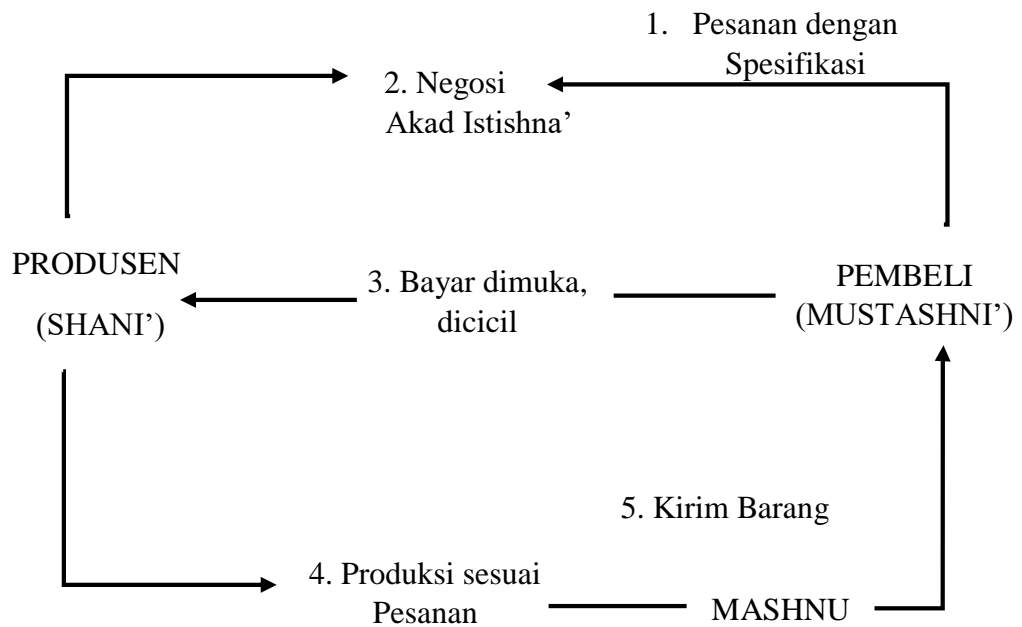 1. Pesanan dengan
Spesifikasi
2. Negosi
Akad Istishna’
PRODUSEN
(SHANI’)
3. Bayar dimuka,
dicicil
PEMBELI
(MUSTASHNI’)
5. Kirim Barang
4. Produksi sesuai
Pesanan
MASHNU